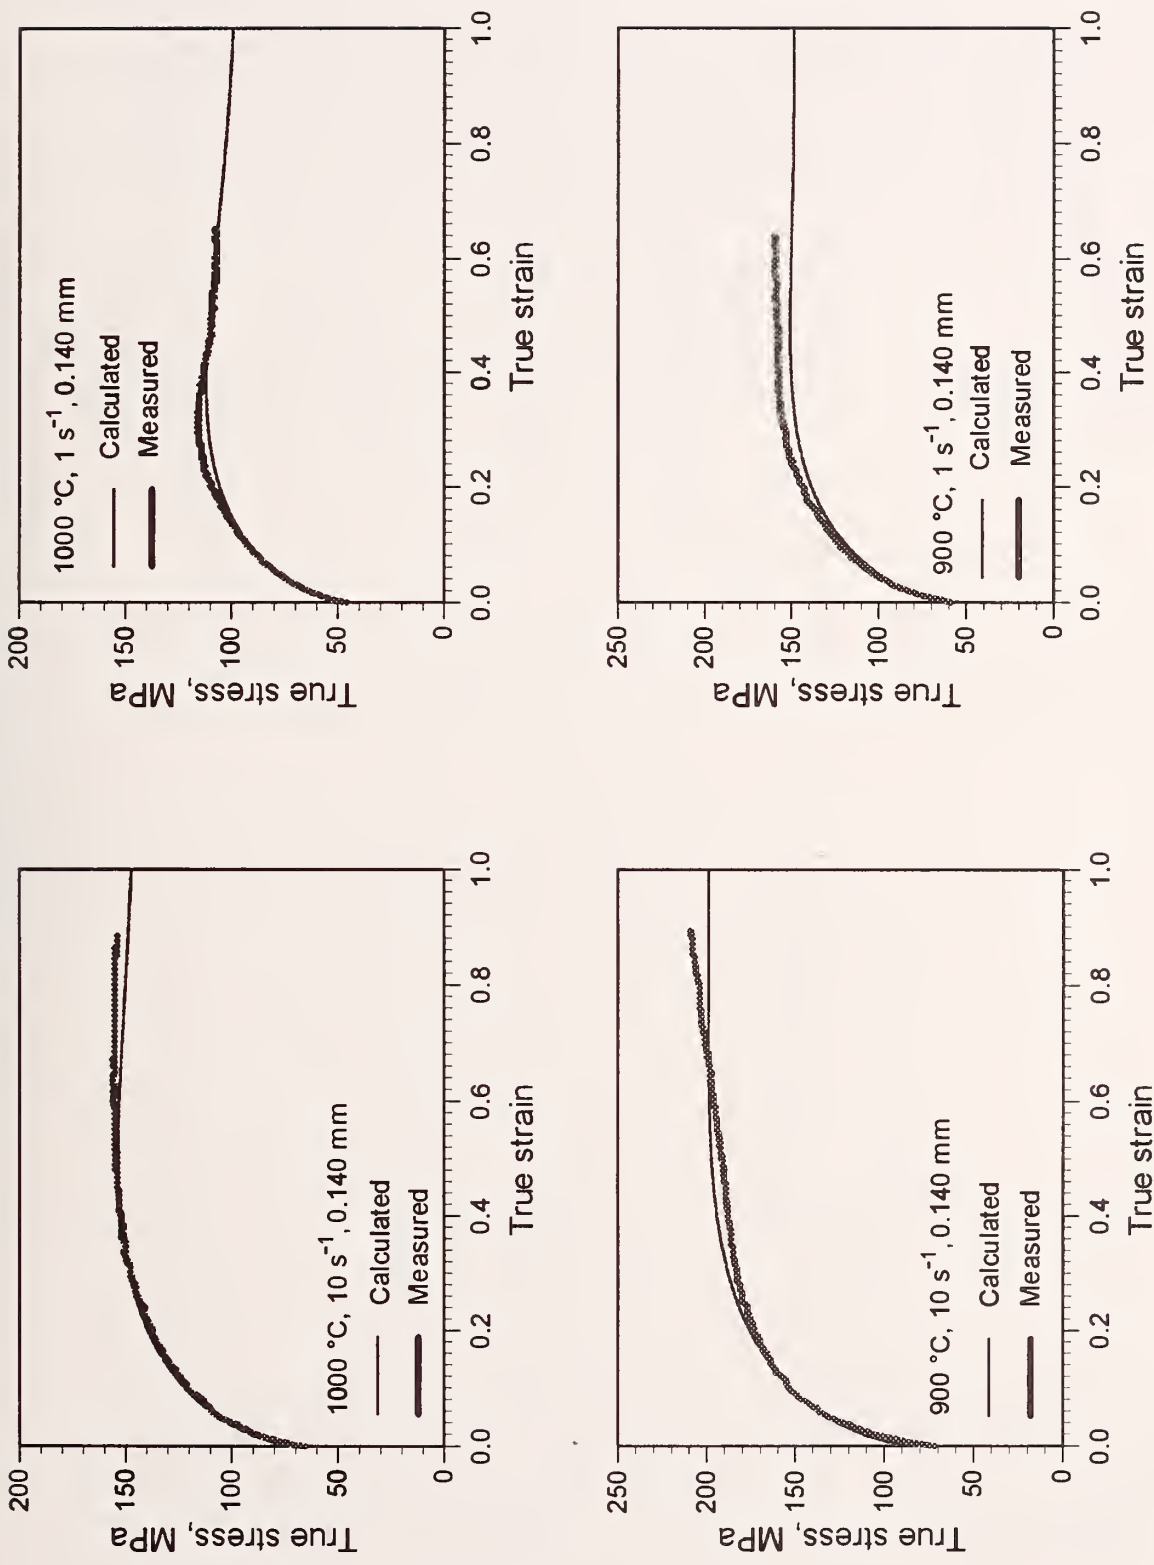 True stress, MPa
200
150
100
50
0
1000 °C, 10 s⁻¹, 0.140 mm
Calculated
Measured
0.0 0.2 0.4 0.6 0.8 1.0
True strain
True stress, MPa
200
150
100
50
0
1000 °C, 1 s⁻¹, 0.140 mm
Calculated
Measured
0.0 0.2 0.4 0.6 0.8 1.0
True strain
True stress, MPa
250
200
150
100
50
0
900 °C, 10 s⁻¹, 0.140 mm
Calculated
Measured
0.0 0.2 0.4 0.6 0.8 1.0
True strain
True stress, MPa
250
200
150
100
50
0
900 °C, 1 s⁻¹, 0.140 mm
Calculated
Measured
0.0 0.2 0.4 0.6 0.8 1.0
True strain